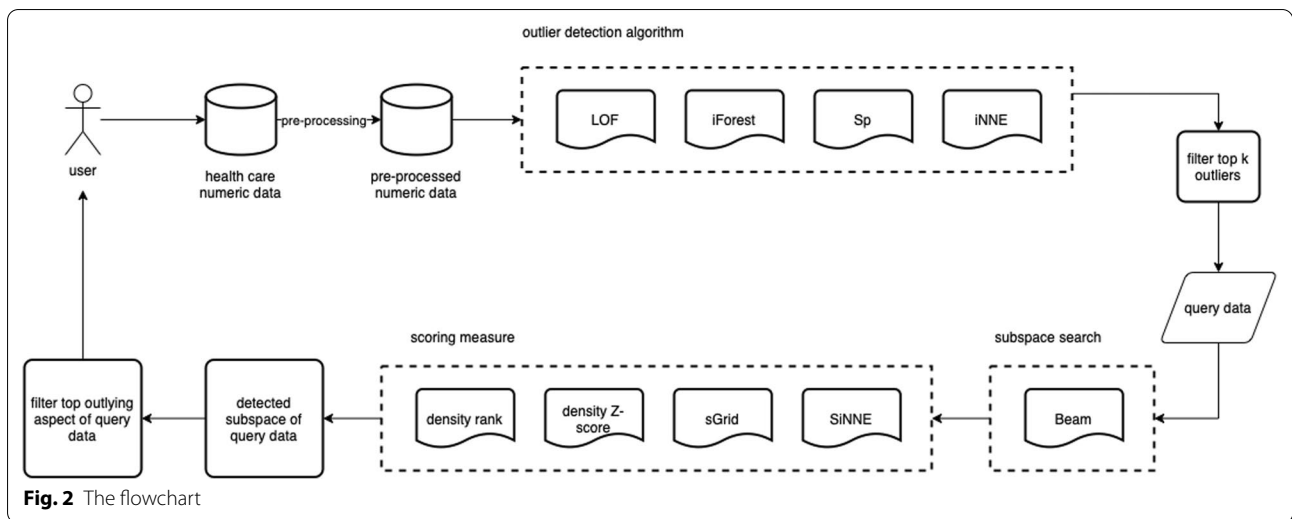 outlier detection algorithm
LOF
iForest
Sp
iNNE
user
health care
numeric data
pre-processing
pre-processed
numeric data
filter top k
outliers
query data
subspace search
Beam
scoring measure
density rank
density Z-
score
sGrid
SiNNE
detected
subspace of
query data
filter top outlying
aspect of query
data
Fig. 2 The flowchart